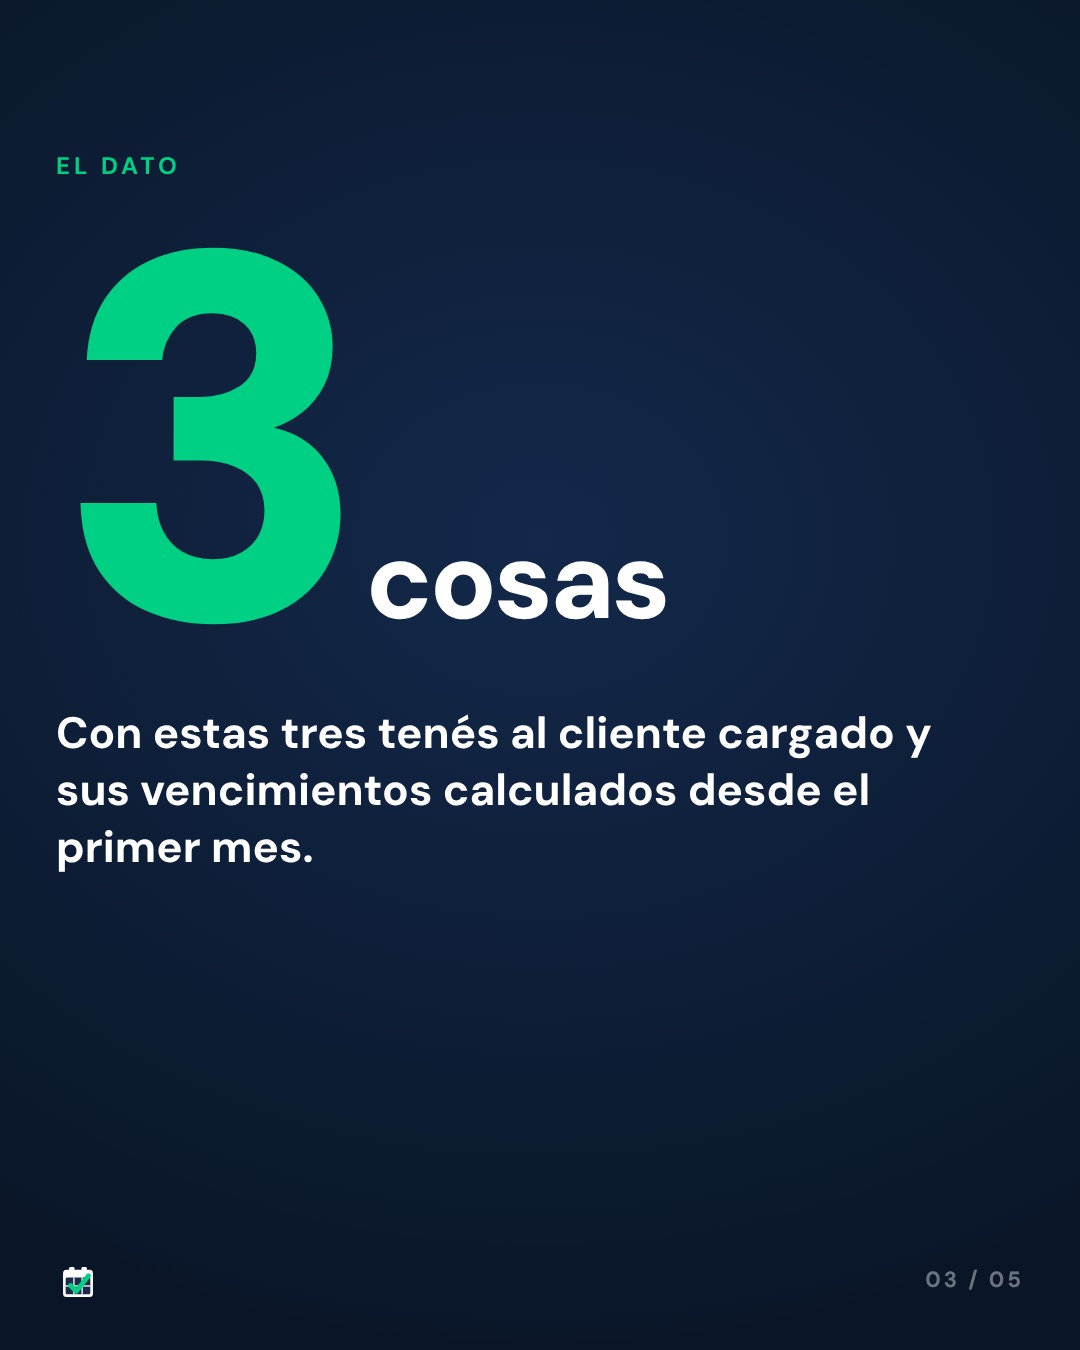 EL DATO
3 cosas
Con estas tres tenés al cliente cargado y
sus vencimientos calculados desde el
primer mes.
03 / 05